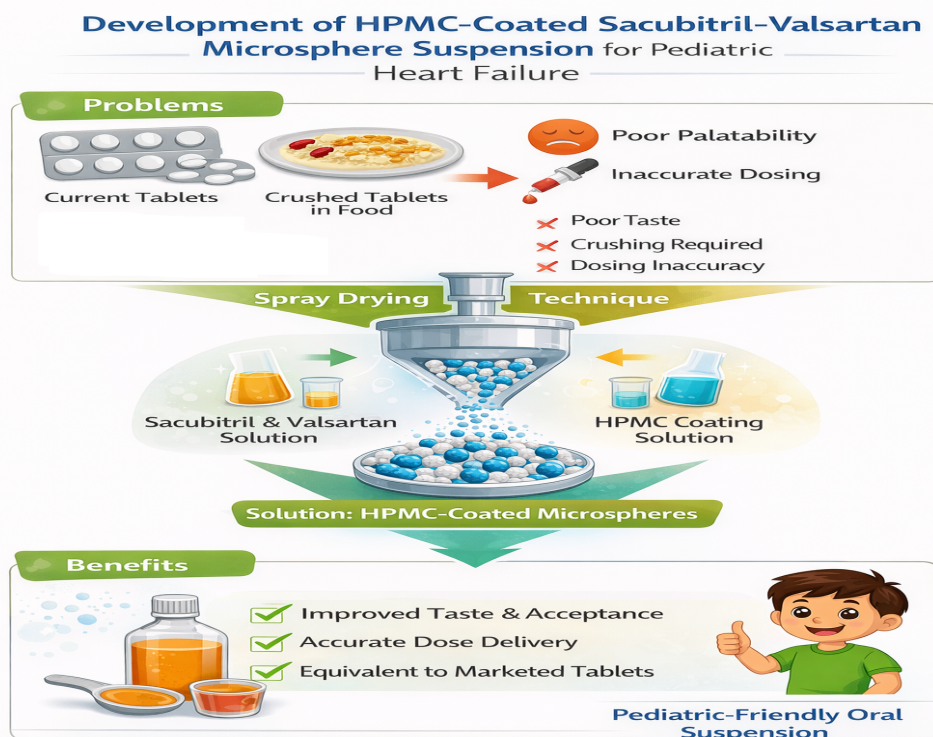 Development of HPMC-Coated Sacubitril-Valsartan
Microsphere Suspension for Pediatric
Heart Failure
Problems
Current Tablets
Crushed Tablets
in Food
Poor Palatability
Inaccurate Dosing
Poor Taste
Crushing Required
Dosing Inaccuracy
Spray Drying Technique
Sacubitril & Valsartan
Solution
HPMC Coating
Solution
Solution: HPMC-Coated Microspheres
Benefits
Improved Taste & Acceptance
Accurate Dose Delivery
Equivalent to Marketed Tablets
Pediatric-Friendly Oral
Suspension